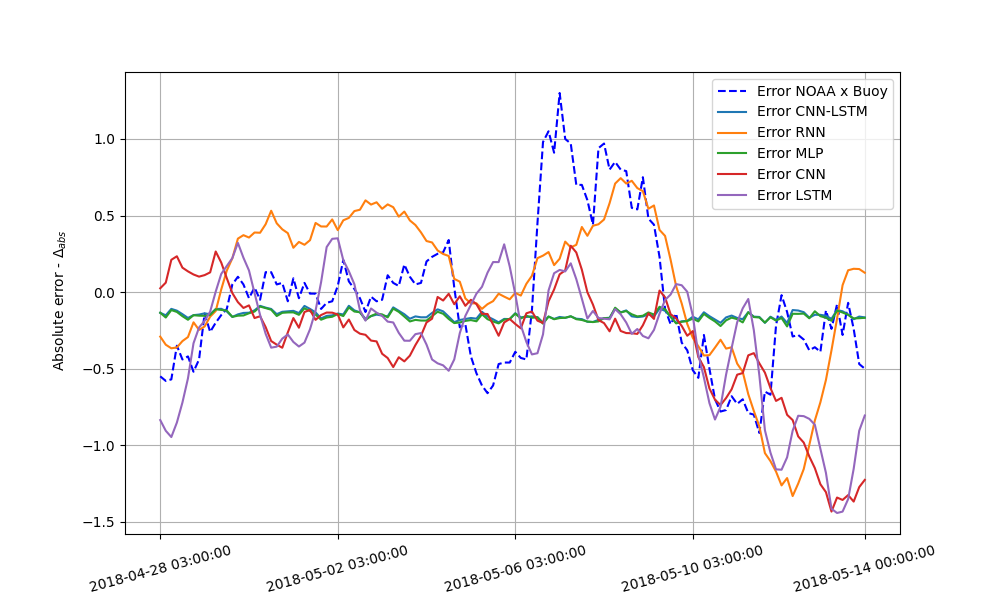 Error NOAA x Buoy
Error CNN-LSTM
Error RNN
Error MLP
Error CNN
Error LSTM
Absolute error - Δabs
1.0
0.5
0.0
−0.5
−1.0
−1.5
2018-04-28 03:00:00
2018-05-02 03:00:00
2018-05-06 03:00:00
2018-05-10 03:00:00
2018-05-14 00:00:00